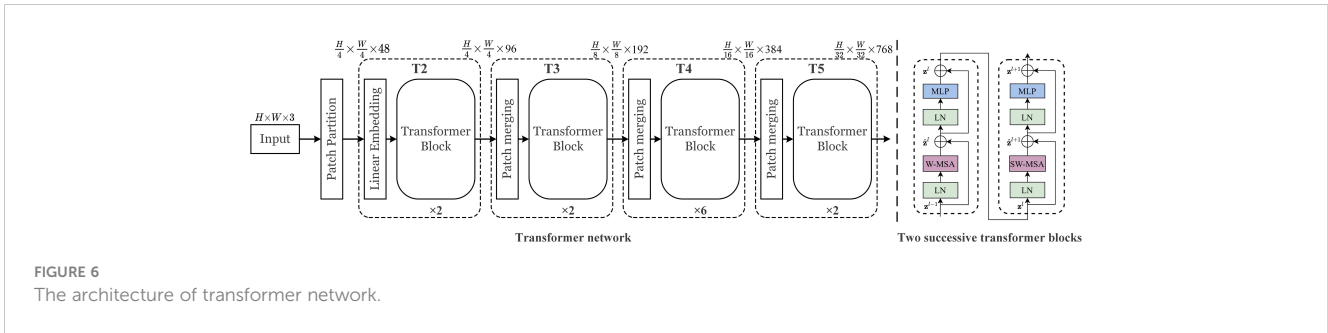 H/4 × W/4 × 48
H/4 × W/4 × 96
H/8 × W/8 × 192
H/16 × W/16 × 384
H/32 × W/32 × 768
T2
T3
T4
T5
H×W×3
Input
Patch Partition
Linear Embedding
Transformer
Block
Patch merging
Transformer
Block
Patch merging
Transformer
Block
Patch merging
Transformer
Block
×2
×2
×6
×2
Transformer network
z^l
MLP
LN
ẑ^l
W-MSA
LN
z^{l-1}
z^{l+1}
MLP
LN
ẑ^{l+1}
SW-MSA
LN
z^l
Two successive transformer blocks
FIGURE 6
The architecture of transformer network.